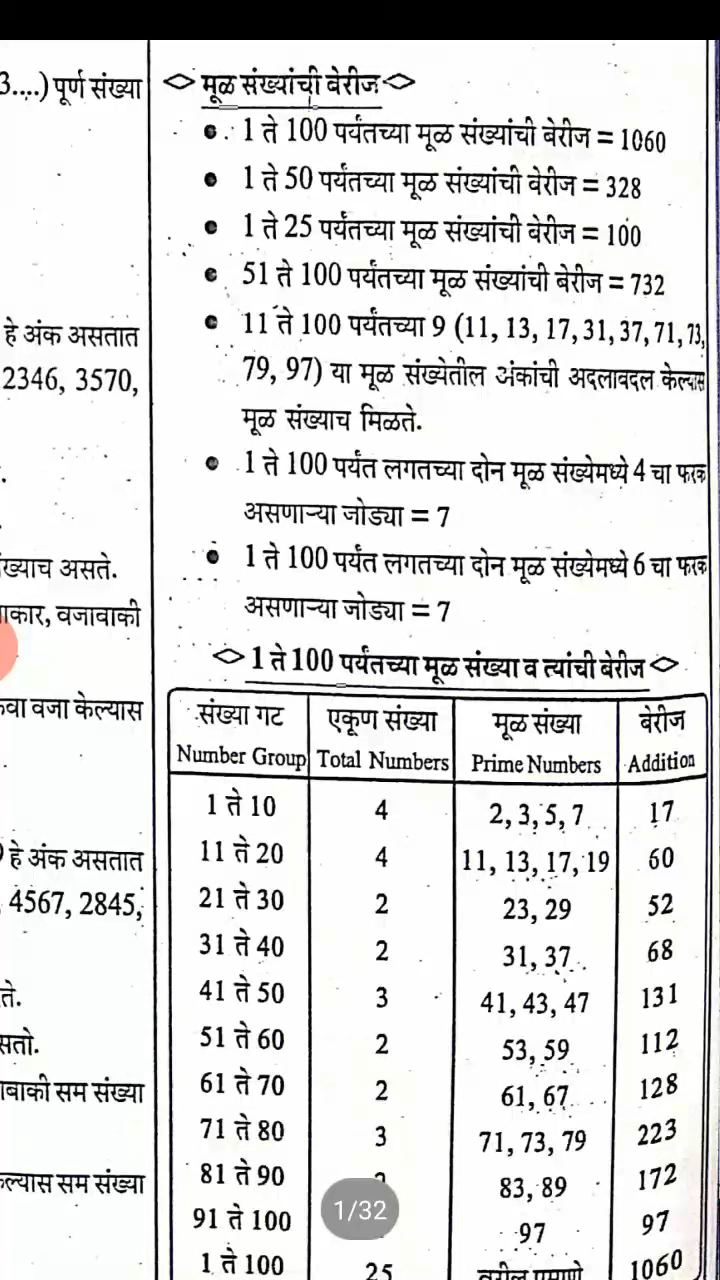 3....) पूर्ण संख्या
हे अंक असतात
2346, 3570,
ख्याच असते.
ाकार, वजावाकी
वा वजा केल्यास
हे अंक असतात
4567, 2845,
ते.
सतो.
ाबाकी सम संख्या
ल्यास सम संख्या
◇ मूळ संख्यांची बेरीज ◇
• 1 ते 100 पर्यंतच्या मूळ संख्यांची बेरीज = 1060
• 1 ते 50 पर्यंतच्या मूळ संख्यांची वेरीज = 328
• 1 ते 25 पर्यंतच्या मूळ संख्यांची बेरीज = 100
• 51 ते 100 पर्यंतच्या मूळ संख्यांची बेरीज = 732
• 11 ते 100 पर्यंतच्या 9 (11, 13, 17, 31, 37, 71, 73,
79, 97) या मूळ संख्येतील अंकांची अदलावदल केल्यास
मूळ संख्याच मिळते.
• 1 ते 100 पर्यंत लगतच्या दोन मूळ संख्येमध्ये 4 चा फरक
असणाऱ्या जोड्या = 7
• 1 ते 100 पर्यंत लगतच्या दोन मूळ संख्येमध्ये 6 चा फरक
असणाऱ्या जोड्या = 7
◇ 1 ते 100 पर्यंतच्या मूळ संख्या व त्यांची बेरीज ◇
संख्या गट एकूण संख्या मूळ संख्या बेरीज
Number Group Total Numbers Prime Numbers Addition
1 ते 10 4 2, 3, 5, 7 17
11 ते 20 4 11, 13, 17, 19 60
21 ते 30 2 23, 29 52
31 ते 40 2 31, 37 68
41 ते 50 3 41, 43, 47 131
51 ते 60 2 53, 59 112
61 ते 70 2 61, 67 128
71 ते 80 3 71, 73, 79 223
81 ते 90 83, 89 172
91 ते 100 97 97
1 ते 100 25 1060
1/32